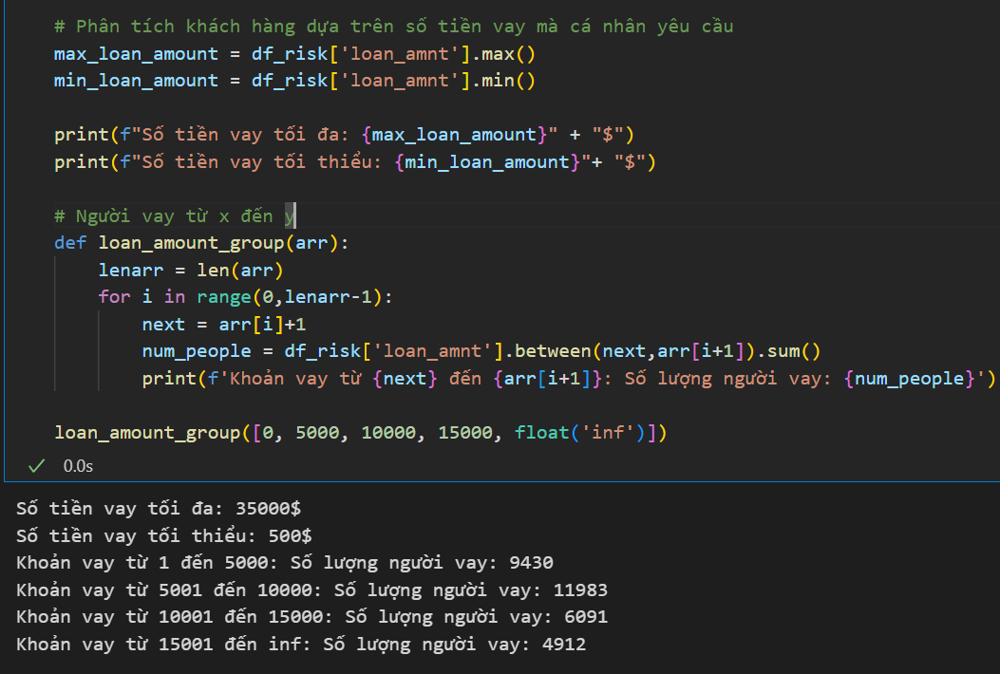 # Phân tích khách hàng dựa trên số tiền vay mà cá nhân yêu cầu
max_loan_amount = df_risk['loan_amnt'].max()
min_loan_amount = df_risk['loan_amnt'].min()
print(f"Số tiền vay tối đa: {max_loan_amount}" + "$")
print(f"Số tiền vay tối thiểu: {min_loan_amount}"+ "$")
# Người vay từ x đến y
def loan_amount_group(arr):
lenarr = len(arr)
for i in range(0,lenarr-1):
next = arr[i]+1
num_people = df_risk['loan_amnt'].between(next,arr[i+1]).sum()
print(f'Khoản vay từ {next} đến {arr[i+1]}: Số lượng người vay: {num_people}')
loan_amount_group([0, 5000, 10000, 15000, float('inf')])
0.0s
Số tiền vay tối đa: 35000$
Số tiền vay tối thiểu: 500$
Khoản vay từ 1 đến 5000: Số lượng người vay: 9430
Khoản vay từ 5001 đến 10000: Số lượng người vay: 11983
Khoản vay từ 10001 đến 15000: Số lượng người vay: 6091
Khoản vay từ 15001 đến inf: Số lượng người vay: 4912